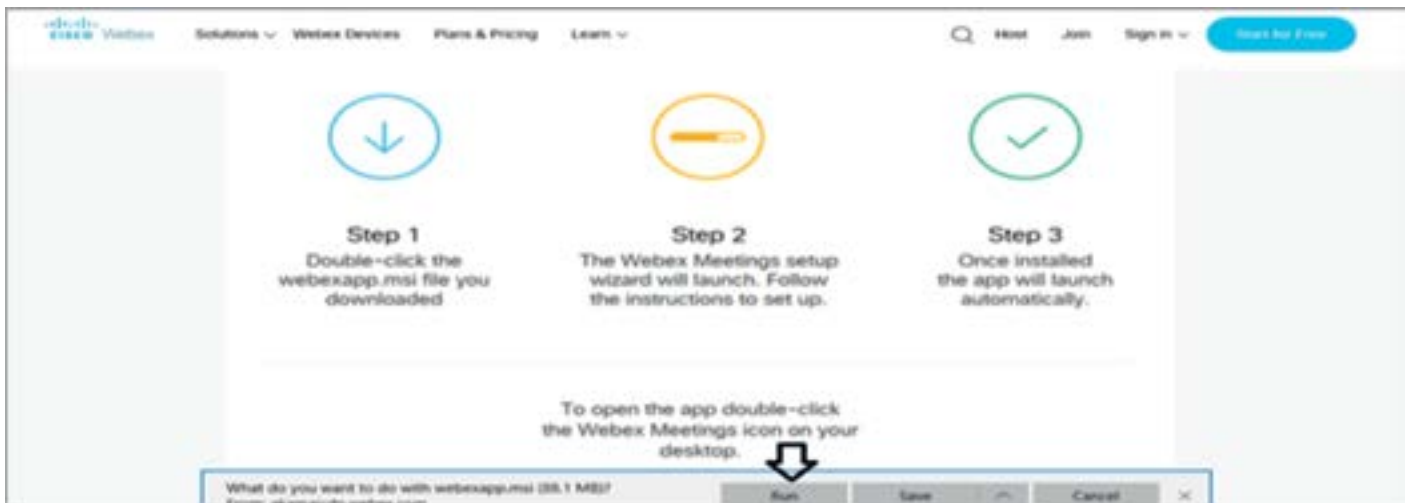 CISCO Webex Solutions Webex Devices Plans & Pricing Learn Host Join Sign in Start for Free
Step 1
Double-click the
webexapp.msi file you
downloaded
Step 2
The Webex Meetings setup
wizard will launch. Follow
the instructions to set up.
Step 3
Once installed
the app will launch
automatically.
To open the app double-click
the Webex Meetings icon on your
desktop.
What do you want to do with webexapp.msi (88.1 MB)?
Run Save Cancel